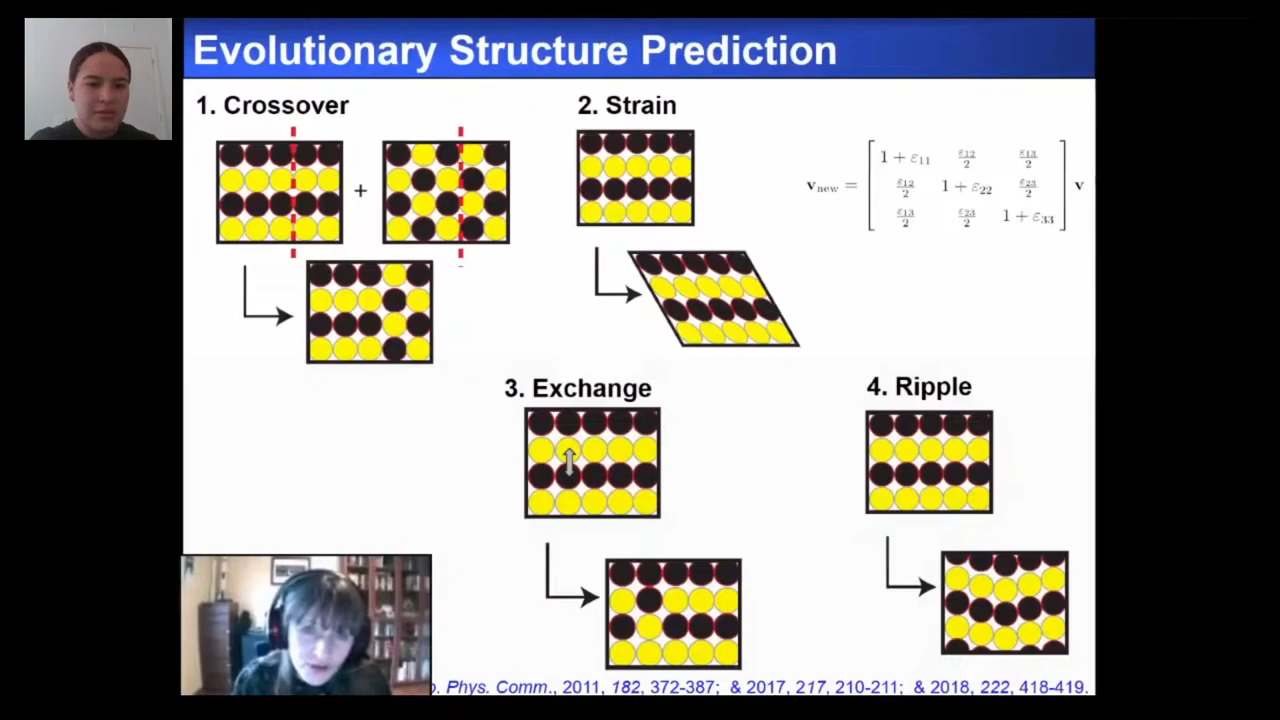 Evolutionary Structure Prediction
1. Crossover
2. Strain
+
v_new = [ 1 + ε₁₁ ε₁₂/2 ε₁₃/2
ε₁₂/2 1 + ε₂₂ ε₂₃/2
ε₁₃/2 ε₂₃/2 1 + ε₃₃ ] v
3. Exchange
4. Ripple
Phys. Comm., 2011, 182, 372-387; & 2017, 217, 210-211; & 2018, 222, 418-419.